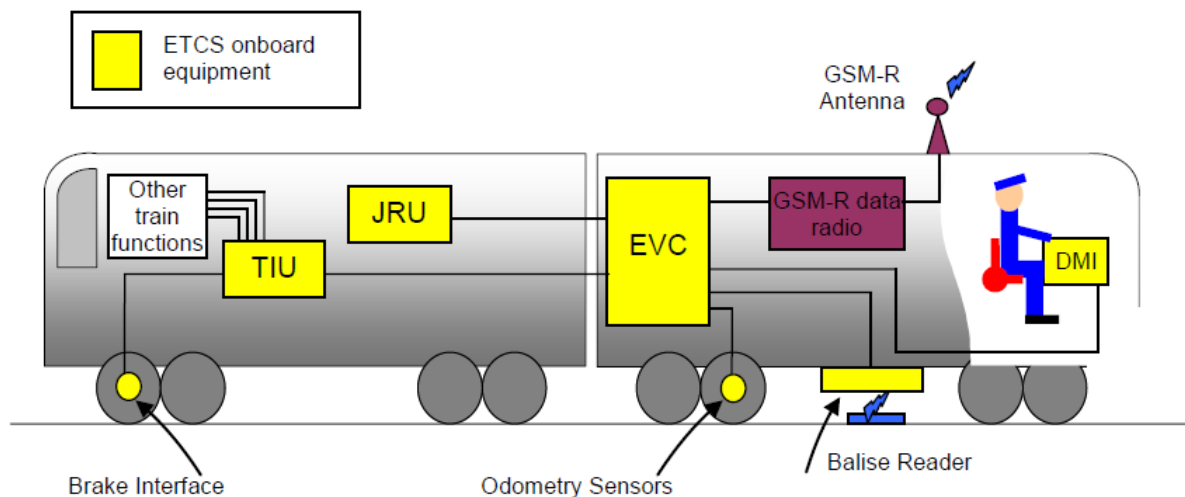 ETCS onboard
equipment
GSM-R
Antenna
Other
train
functions
JRU
TIU
EVC
GSM-R data
radio
DMI
Brake Interface
Odometry Sensors
Balise Reader